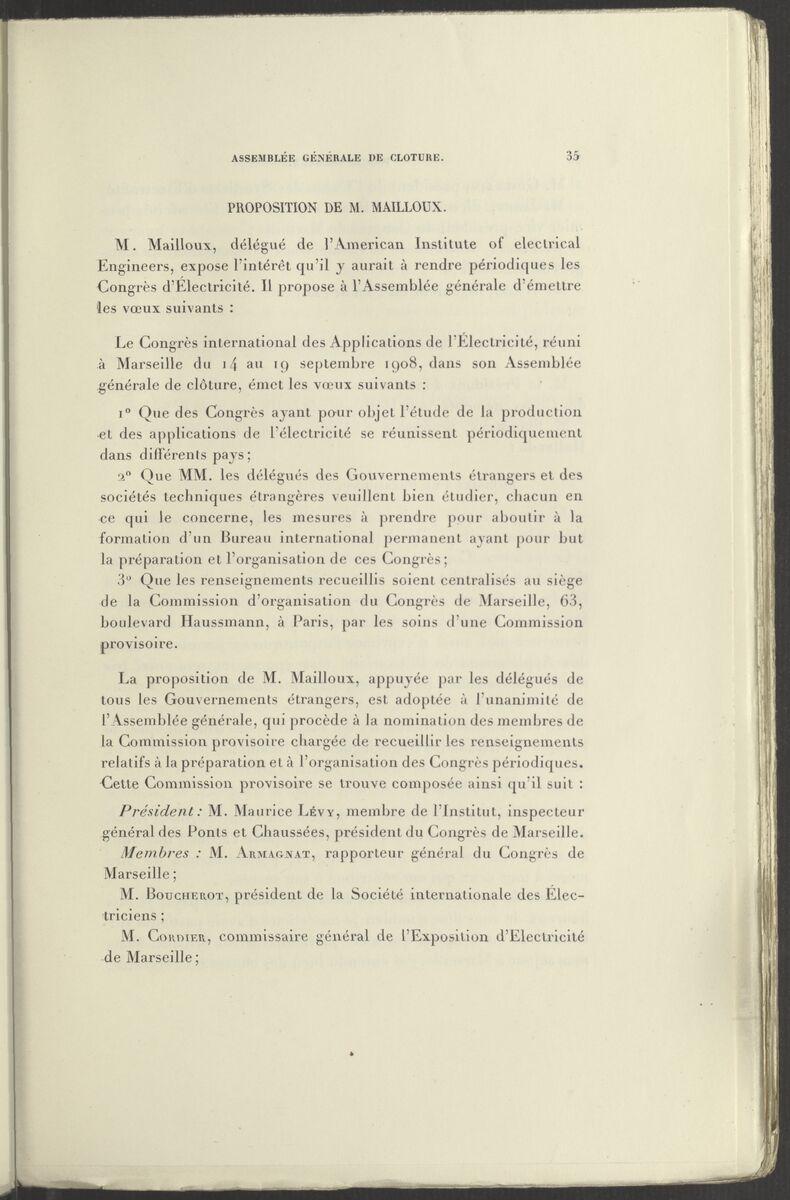 ASSEMBLÉE GÉNÉRALE DE CLOTURE. 35
PROPOSITION DE M. MAILLOUX.
M. Mailloux, délégué de l'American Institute of electrical
Engineers, expose l'intérêt qu'il y aurait à rendre périodiques les
Congrès d'Électricité. Il propose à l'Assemblée générale d'émettre
les vœux suivants :
Le Congrès international des Applications de l'Électricité, réuni
à Marseille du 14 au 19 septembre 1908, dans son Assemblée
générale de clôture, émet les vœux suivants :
1° Que des Congrès ayant pour objet l'étude de la production
et des applications de l'électricité se réunissent périodiquement
dans différents pays;
2° Que MM. les délégués des Gouvernements étrangers et des
sociétés techniques étrangères veuillent bien étudier, chacun en
ce qui le concerne, les mesures à prendre pour aboutir à la
formation d'un Bureau international permanent ayant pour but
la préparation et l'organisation de ces Congrès;
3° Que les renseignements recueillis soient centralisés au siège
de la Commission d'organisation du Congrès de Marseille, 63,
boulevard Haussmann, à Paris, par les soins d'une Commission
provisoire.
La proposition de M. Mailloux, appuyée par les délégués de
tous les Gouvernements étrangers, est adoptée à l'unanimité de
l'Assemblée générale, qui procède à la nomination des membres de
la Commission provisoire chargée de recueillir les renseignements
relatifs à la préparation et à l'organisation des Congrès périodiques.
Cette Commission provisoire se trouve composée ainsi qu'il suit :
Président : M. Maurice LÉVY, membre de l'Institut, inspecteur
général des Ponts et Chaussées, président du Congrès de Marseille.
Membres : M. ARMAGNAT, rapporteur général du Congrès de
Marseille;
M. BOUCHEROT, président de la Société internationale des Élec-
triciens;
M. CORDIER, commissaire général de l'Exposition d'Electricité
de Marseille;